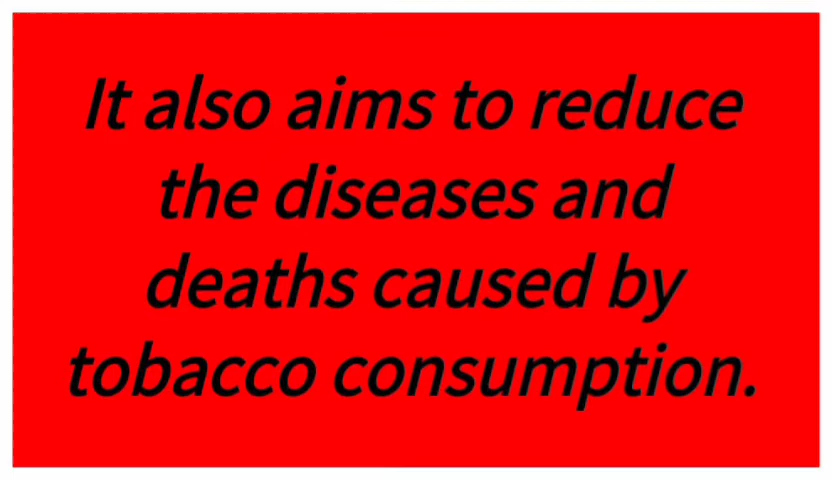 It also aims to reduce
the diseases and
deaths caused by
tobacco consumption.